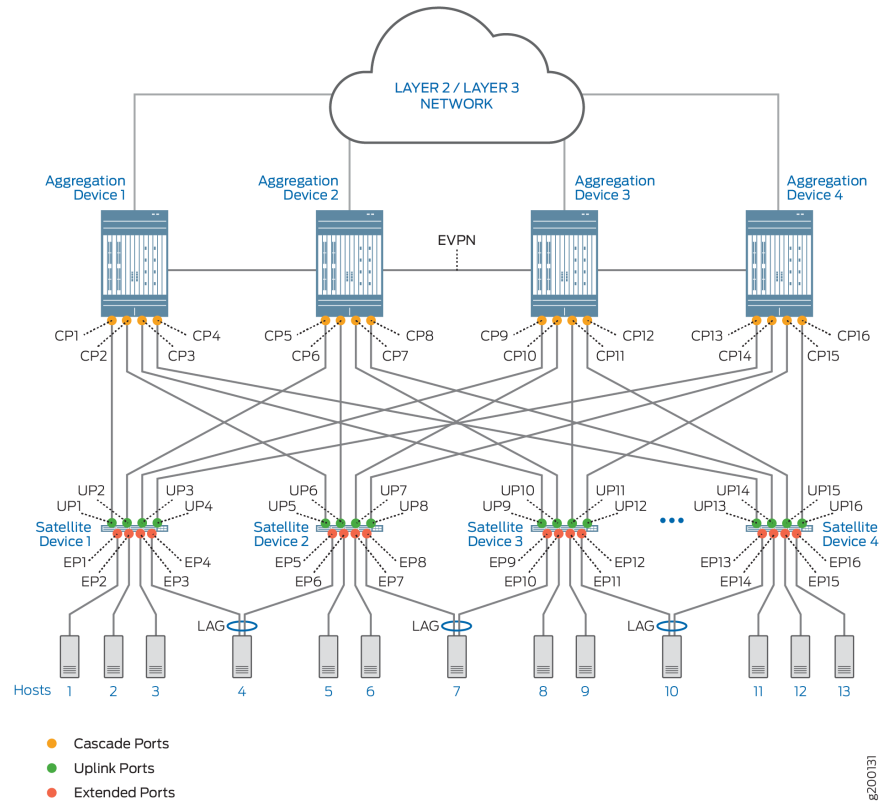 LAYER 2 / LAYER 3
NETWORK
Aggregation
Device 1
Aggregation
Device 2
Aggregation
Device 3
Aggregation
Device 4
EVPN
CP1
CP2
CP3
CP4
CP5
CP6
CP7
CP8
CP9
CP10
CP11
CP12
CP13
CP14
CP15
CP16
UP2
UP1
UP3
UP4
UP6
UP5
UP7
UP8
UP10
UP9
UP11
UP12
UP14
UP13
UP15
UP16
Satellite
Device 1
Satellite
Device 2
Satellite
Device 3
Satellite
Device 4
EP1
EP2
EP3
EP4
EP5
EP6
EP7
EP8
EP9
EP10
EP11
EP12
EP13
EP14
EP15
EP16
LAG
LAG
LAG
Hosts 1 2 3 4 5 6 7 8 9 10 11 12 13
Cascade Ports
Uplink Ports
Extended Ports
g200131